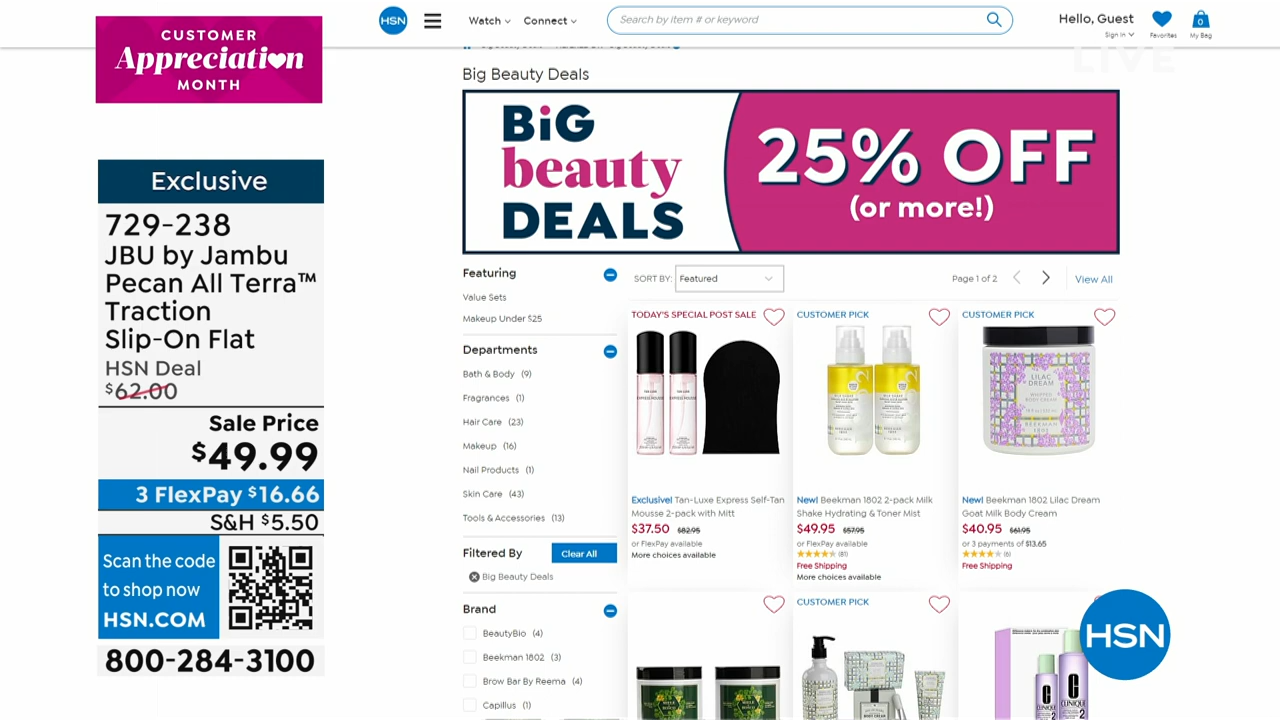 CUSTOMER
Appreciation
MONTH
Exclusive
729-238
JBU by Jambu
Pecan All Terra™
Traction
Slip-On Flat
HSN Deal
$62.00
Sale Price
$49.99
3 FlexPay $16.66
S&H $5.50
Scan the code
to shop now
HSN.COM
800-284-3100
HSN
Watch
Connect
Search by item # or keyword
Hello, Guest
Sign In
Favorites
0
My Bag
LIVE
Big Beauty Deals
BiG
beauty
DEALS
25% OFF
(or more!)
Featuring
Value Sets
Makeup Under $25
Departments
Bath & Body (9)
Fragrances (1)
Hair Care (23)
Makeup (16)
Nail Products (1)
Skin Care (43)
Tools & Accessories (13)
Filtered By
Clear All
Big Beauty Deals
Brand
BeautyBio (4)
Beekman 1802 (3)
Brow Bar By Reema (4)
Capillus (1)
SORT BY: Featured
Page 1 of 2
View All
TODAY'S SPECIAL POST SALE
Exclusive! Tan-Luxe Express Self-Tan
Mousse 2-pack with Mitt
$37.50 $82.95
or FlexPay available
More choices available
CUSTOMER PICK
New! Beekman 1802 2-pack Milk
Shake Hydrating & Toner Mist
$49.95 $57.95
or FlexPay available
(81)
Free Shipping
More choices available
CUSTOMER PICK
LILAC
DREAM
WHIPPED
BODY CREAM
BEEKMAN
1802
New! Beekman 1802 Lilac Dream
Goat Milk Body Cream
$40.95 $61.95
or 3 payments of $13.65
(6)
Free Shipping
CUSTOMER PICK
CLINIQUE
2
HSN